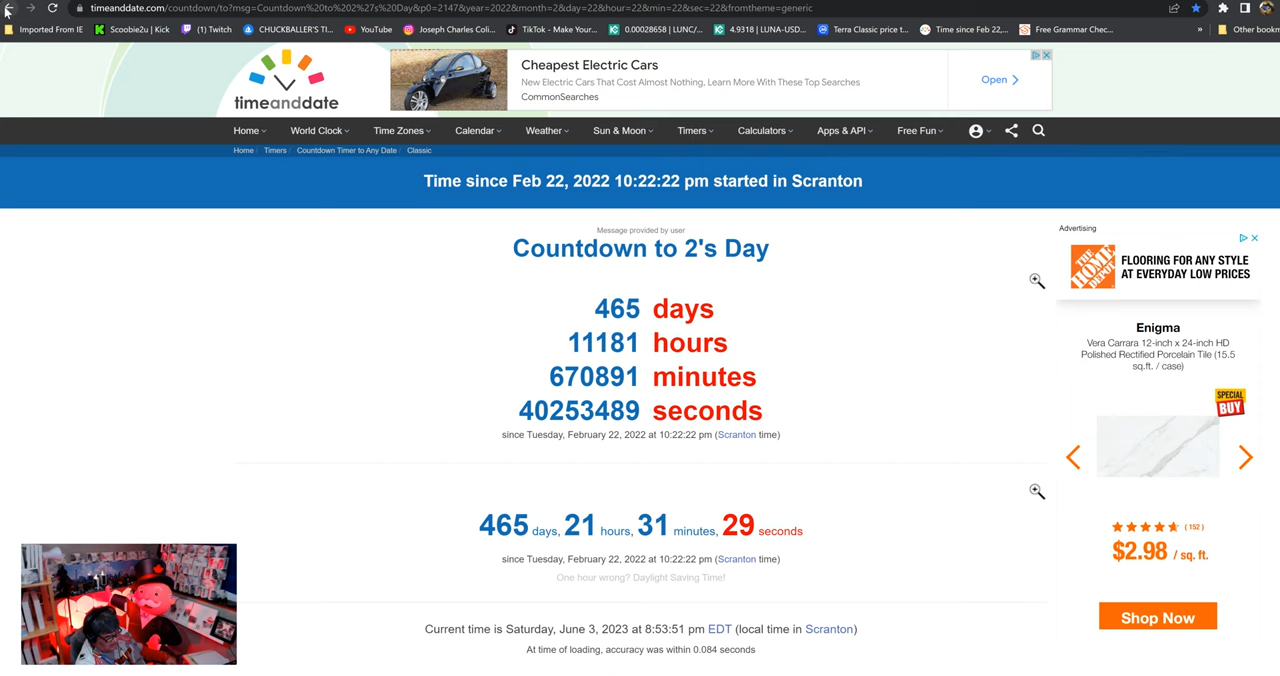 timeanddate.com/countdown/to?msg=Countdown%20to%202%27s%20Day&p0=2147&year=2022&month=2&day=22&hour=22&min=22&sec=22&fromtheme=generic
Imported From IE
Scoobie2u | Kick
(1) Twitch
CHUCKBALLER'S TI...
YouTube
Joseph Charles Coli...
TikTok - Make Your...
0.00028658 | LUNC/...
4.9318 | LUNA-USD...
Terra Classic price t...
Time since Feb 22,...
Free Grammar Chec...
»
Other bookm
timeanddate
Competent Electric Cars
New Electric Cars That Cost Almost Nothing. Learn More With These Top Searches
CommonSearches
Open
Home
World Clock
Time Zones
Calendar
Weather
Sun & Moon
Timers
Calculators
Apps & API
Free Fun
Home / Timers / Countdown Timer to Any Date / Classic
Time since Feb 22, 2022 10:22:22 pm started in Scranton
Message provided by user
Countdown to 2's Day
465 days
11181 hours
670891 minutes
40253489 seconds
since Tuesday, February 22, 2022 at 10:22:22 pm (Scranton time)
465 days, 21 hours, 31 minutes, 29 seconds
since Tuesday, February 22, 2022 at 10:22:22 pm (Scranton time)
One hour wrong? Daylight Saving Time!
Current time is Saturday, June 3, 2023 at 8:53:51 pm EDT (local time in Scranton)
At time of loading, accuracy was within 0.084 seconds
Advertising
THE HOME DEPOT
FLOORING FOR ANY STYLE
AT EVERYDAY LOW PRICES
Enigma
Vera Carrara 12-inch x 24-inch HD
Polished Rectified Porcelain Tile (15.5
sq.ft. / case)
SPECIAL
BUY
(152)
$2.98 / sq. ft.
Shop Now